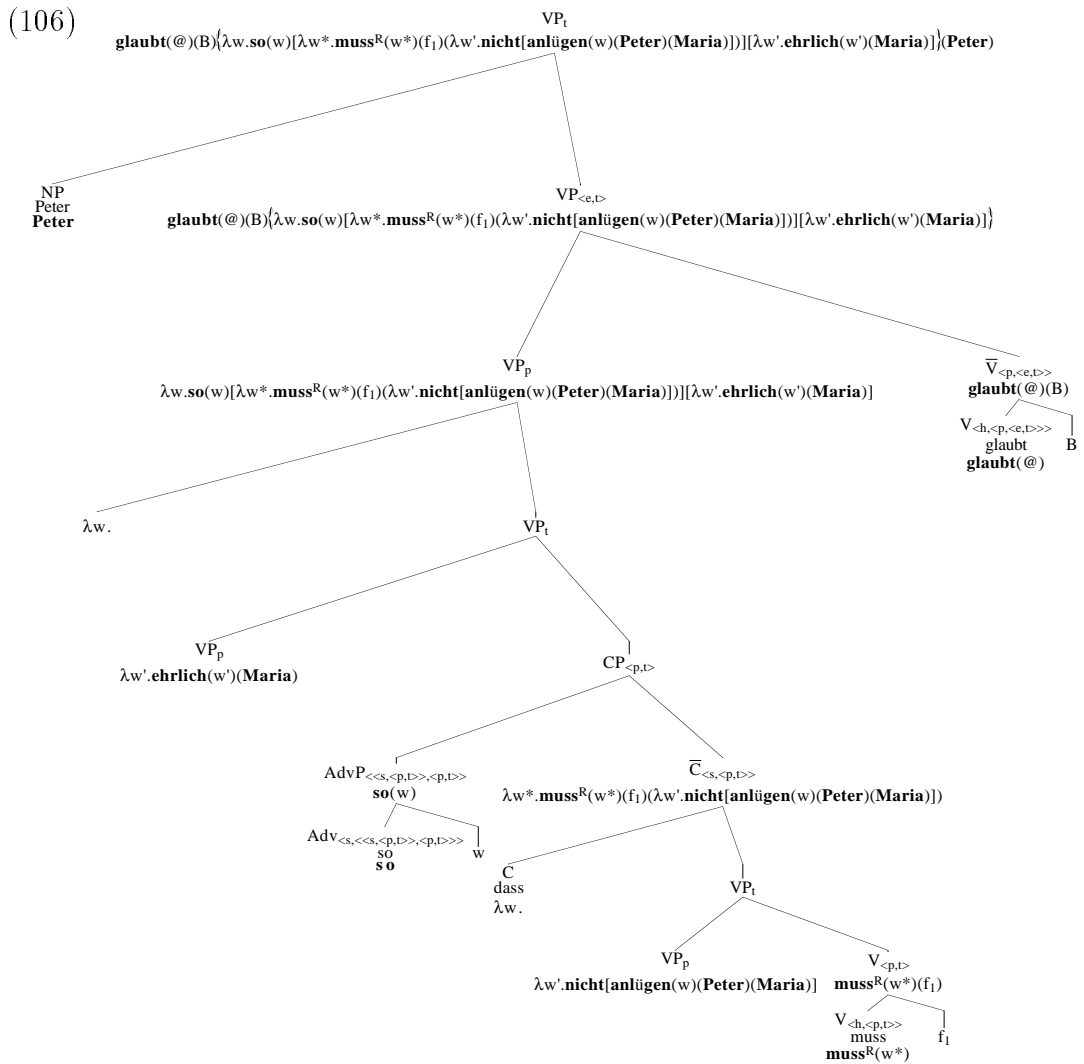 (106)
VPt
glaubt(@)(B){λw.so(w)[λw*.mussᴿ(w*)(f₁)(λw'.nicht[anlügen(w)(Peter)(Maria)])][λw'.ehrlich(w')(Maria)]}(Peter)
NP
Peter
Peter
VP<e,t>
glaubt(@)(B){λw.so(w)[λw*.mussᴿ(w*)(f₁)(λw'.nicht[anlügen(w)(Peter)(Maria)])][λw'.ehrlich(w')(Maria)]}
VPp
λw.so(w)[λw*.mussᴿ(w*)(f₁)(λw'.nicht[anlügen(w)(Peter)(Maria)])][λw'.ehrlich(w')(Maria)]
V̅<p,<e,t>>
glaubt(@)(B)
V<h,<p,<e,t>>>
glaubt
glaubt(@)
B
λw.
VPt
VPp
λw'.ehrlich(w')(Maria)
CP<p,t>
AdvP<<s,<p,t>>,<p,t>>
so(w)
C̅<s,<p,t>>
λw*.mussᴿ(w*)(f₁)(λw'.nicht[anlügen(w)(Peter)(Maria)])
Adv<s,<<s,<p,t>>,<p,t>>>
so
so
w
C
dass
λw.
VPt
VPp
λw'.nicht[anlügen(w)(Peter)(Maria)]
V<p,t>
mussᴿ(w*)(f₁)
V<h,<p,t>>
muss
mussᴿ(w*)
f₁